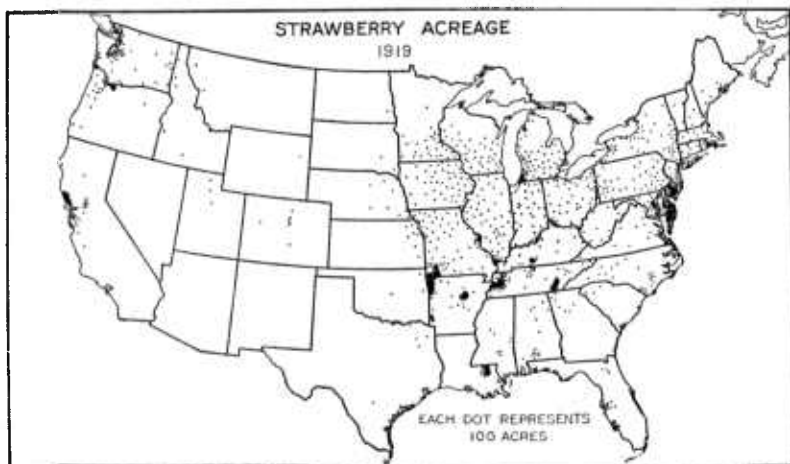 STRAWBERRY ACREAGE
1919
EACH DOT REPRESENTS
100 ACRES